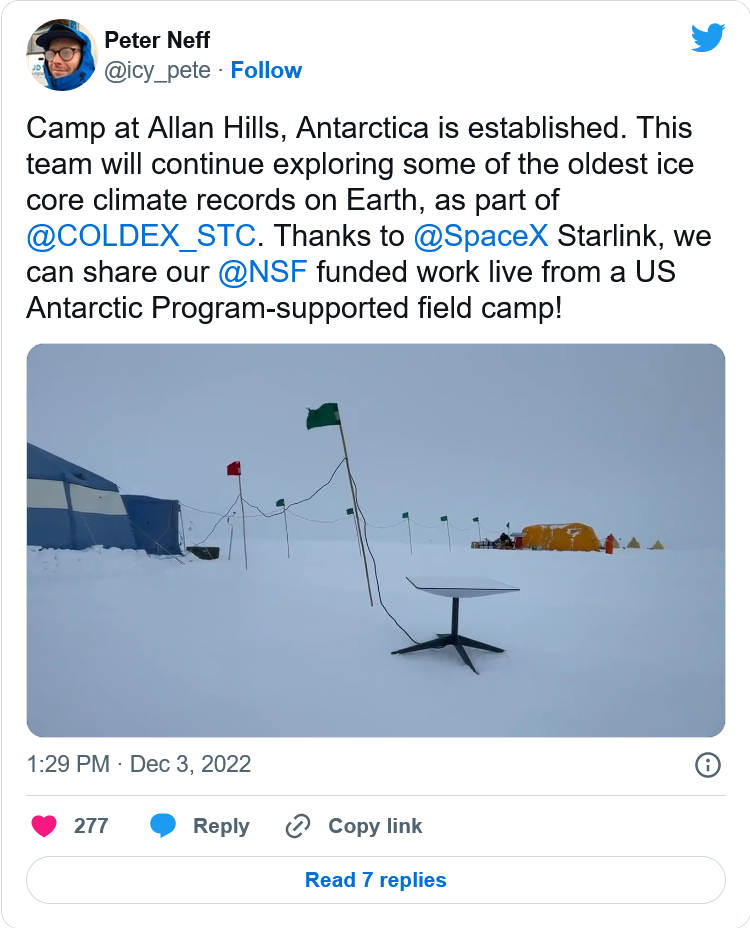 Peter Neff
@icy_pete · Follow
Camp at Allan Hills, Antarctica is established. This
team will continue exploring some of the oldest ice
core climate records on Earth, as part of
@COLDEX_STC. Thanks to @SpaceX Starlink, we
can share our @NSF funded work live from a US
Antarctic Program-supported field camp!
1:29 PM · Dec 3, 2022
277 Reply Copy link
Read 7 replies